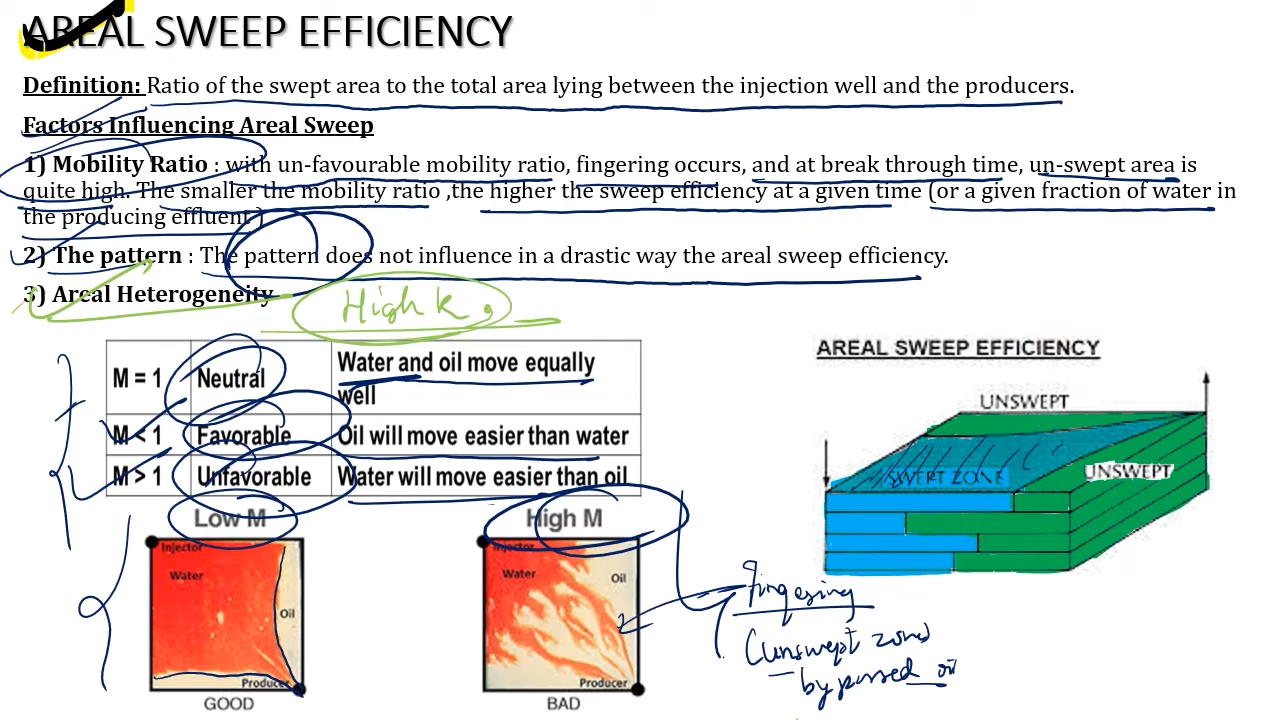 AREAL SWEEP EFFICIENCY
Definition: Ratio of the swept area to the total area lying between the injection well and the producers.
Factors Influencing Areal Sweep
1) Mobility Ratio : with un-favourable mobility ratio, fingering occurs, and at break through time, un-swept area is
quite high. The smaller the mobility ratio ,the higher the sweep efficiency at a given time (or a given fraction of water in
the producing effluent )
2) The pattern : The pattern does not influence in a drastic way the areal sweep efficiency.
3) Areal Heterogeneity
High k,
M = 1 Neutral Water and oil move equally
well
M < 1 Favorable Oil will move easier than water
M > 1 Unfavorable Water will move easier than oil
Low M
Injector
Water
Oil
Producer
GOOD
High M
Injector
Water
Oil
Producer
BAD
AREAL SWEEP EFFICIENCY
UNSWEPT
SWEPT ZONE
UNSWEPT
Fingering
(unswept zone)
- bypassed oil